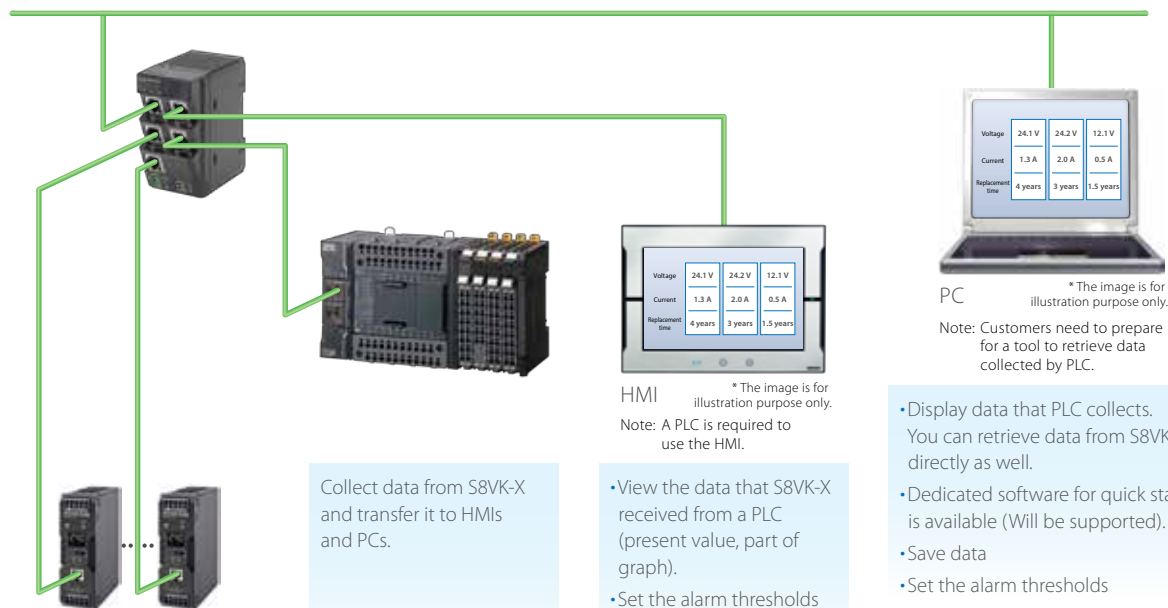 Voltage 24.1 V 24.2 V 12.1 V
Current 1.3 A 2.0 A 0.5 A
Replacement time 4 years 3 years 1.5 years
PC
* The image is for
illustration purpose only.
Note: Customers need to prepare
for a tool to retrieve data
collected by PLC.
Voltage 24.1 V 24.2 V 12.1 V
Current 1.3 A 2.0 A 0.5 A
Replacement time 4 years 3 years 1.5 years
HMI
* The image is for
illustration purpose only.
Note: A PLC is required to
use the HMI.
Collect data from S8VK-X
and transfer it to HMIs
and PCs.
•View the data that S8VK-X
received from a PLC
(present value, part of
graph).
•Set the alarm thresholds
•Display data that PLC collects.
You can retrieve data from S8VK
directly as well.
•Dedicated software for quick sta
is available (Will be supported).
•Save data
•Set the alarm thresholds